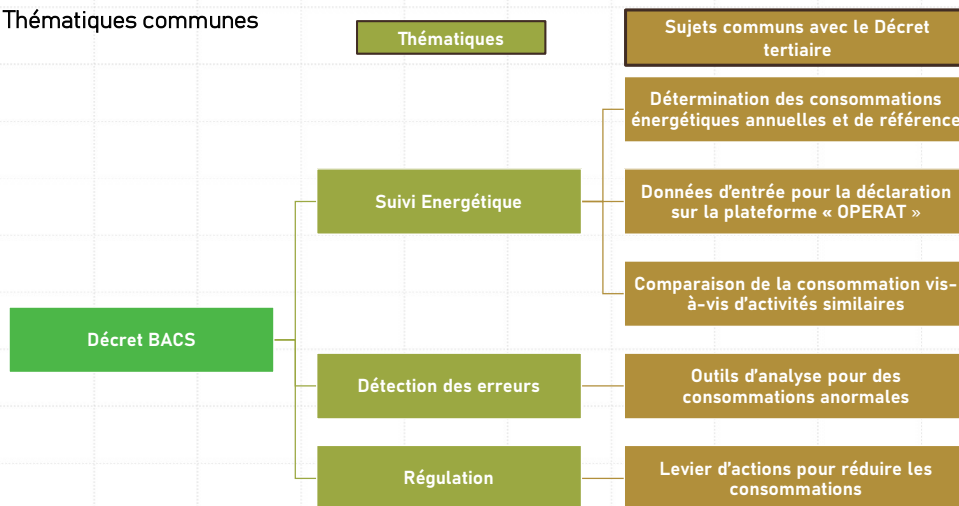 Thématiques communes
Thématiques
Sujets communs avec le Décret
tertiaire
Détermination des consommations
énergétiques annuelles et de référence
Suivi Energétique
Données d'entrée pour la déclaration
sur la plateforme « OPERAT »
Comparaison de la consommation vis-
à-vis d'activités similaires
Décret BACS
Détection des erreurs
Outils d'analyse pour des
consommations anormales
Régulation
Levier d'actions pour réduire les
consommations